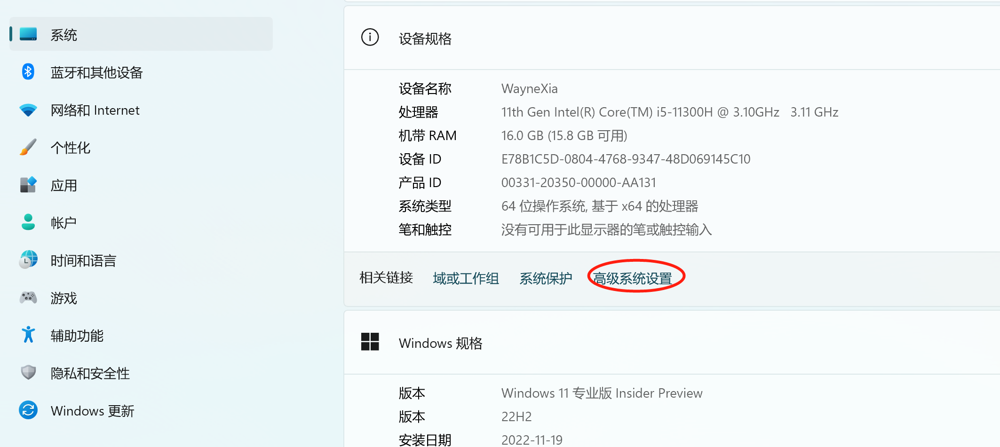 系统
蓝牙和其他设备
网络和 Internet
个性化
应用
帐户
时间和语言
游戏
辅助功能
隐私和安全性
Windows 更新
设备规格
设备名称 WayneXia
处理器 11th Gen Intel(R) Core(TM) i5-11300H @ 3.10GHz 3.11 GHz
机带 RAM 16.0 GB (15.8 GB 可用)
设备 ID E78B1C5D-0804-4768-9347-48D069145C10
产品 ID 00331-20350-00000-AA131
系统类型 64 位操作系统, 基于 x64 的处理器
笔和触控 没有可用于此显示器的笔或触控输入
相关链接 域或工作组 系统保护 高级系统设置
Windows 规格
版本 Windows 11 专业版 Insider Preview
版本 22H2
安装日期 2022-11-19